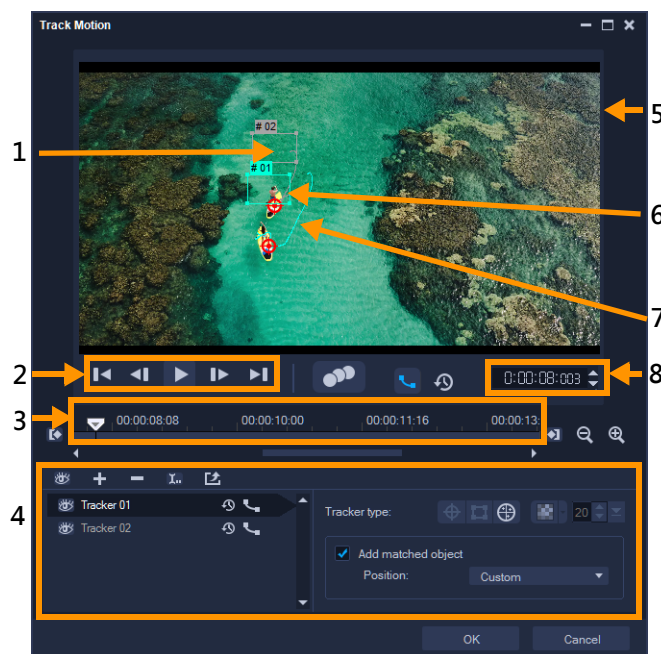 Track Motion
5
# 02
1
# 01
6
7
2
0:00:08:003
8
3
00:00:08:08 00:00:10:00 00:00:11:16 00:00:13:
4
Tracker 01
Tracker type:
20
Tracker 02
Add matched object
Position: Custom
OK Cancel